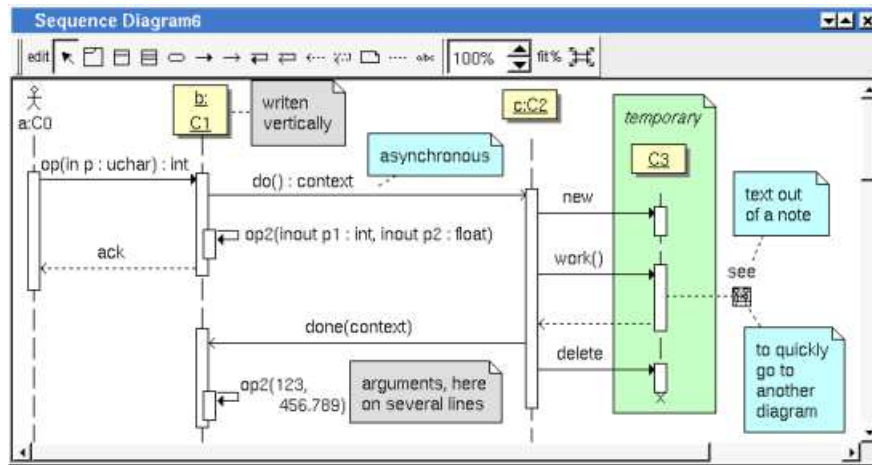 Sequence Diagram6
edit
abc
100%
fit%
a:C0
b:
C1
writen
vertically
c:C2
temporary
C3
asynchronous
op(in p : uchar) : int
do() : context
new
text out
of a note
op2(inout p1 : int, inout p2 : float)
ack
work()
see
done(context)
delete
to quickly
go to
another
diagram
op2(123,
456.789)
arguments, here
on several lines